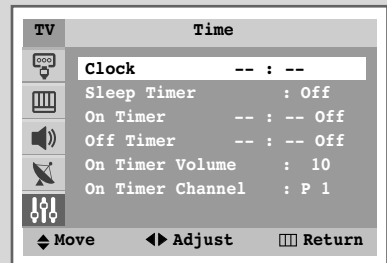 TV Time
Clock -- : --
Sleep Timer : Off
On Timer -- : -- Off
Off Timer -- : -- Off
On Timer Volume : 10
On Timer Channel : P 1
Move Adjust Return